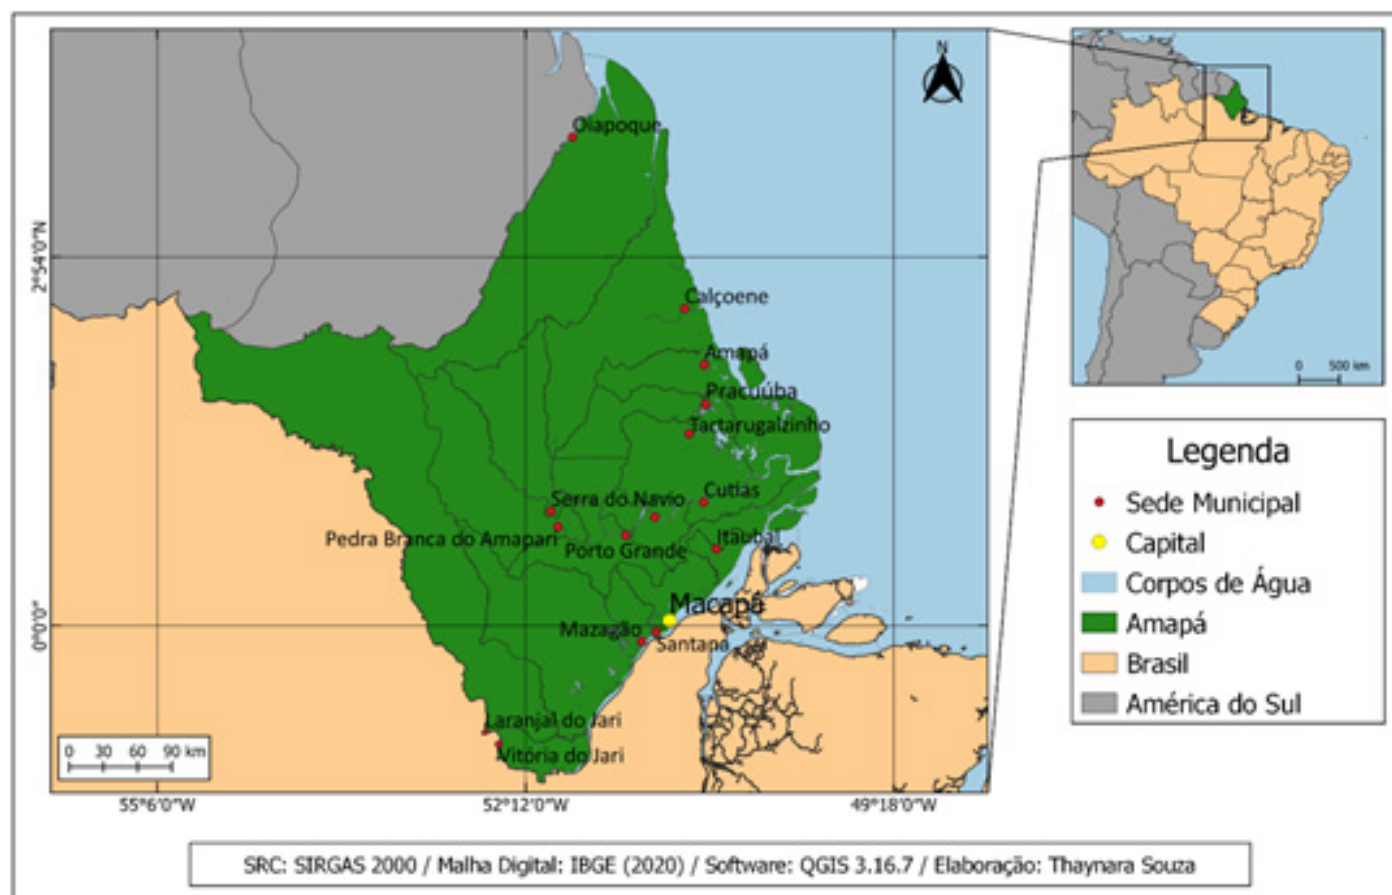 N
Oiapoque
2°54'0"N
Calçoene
Amapá
Pracuúba
Tactarugalzinho
Cutias
Serra do Navio
Pedra Branca do Amapari
Porto Grande
Itaubal
Macapá
0°0'0"
Mazagão
Santana
Laranjal do Jari
Vitória do Jari
0 30 60 90 km
55°6'0"W 52°12'0"W 49°18'0"W
0 500 km
Legenda
Sede Municipal
Capital
Corpos de Água
Amapá
Brasil
América do Sul
SRC: SIRGAS 2000 / Malha Digital: IBGE (2020) / Software: QGIS 3.16.7 / Elaboração: Thaynara Souza